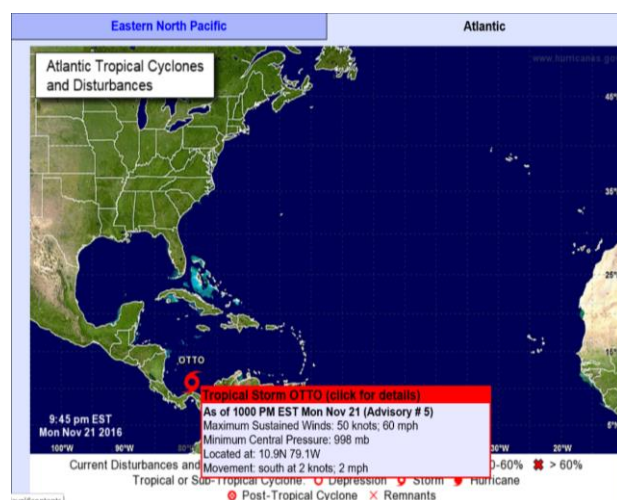 Eastern North Pacific
Atlantic
Atlantic Tropical Cyclones
and Disturbances
www.hurricanes.gov
45°N
35°N
25°N
15°N
OTTO
Tropical Storm OTTO (click for details)
As of 1000 PM EST Mon Nov 21 (Advisory # 5)
Maximum Sustained Winds: 50 knots; 60 mph
Minimum Central Pressure: 998 mb
Located at: 10.9N 79.1W
Movement: south at 2 knots; 2 mph
9:45 pm EST
Mon Nov 21 2016
100°W 90°W 80°W 30°W 20°W
Current Disturbances and 0-60% > 60%
Tropical or Sub-Tropical Cyclone: Depression Storm Hurricane
Post-Tropical Cyclone Remnants